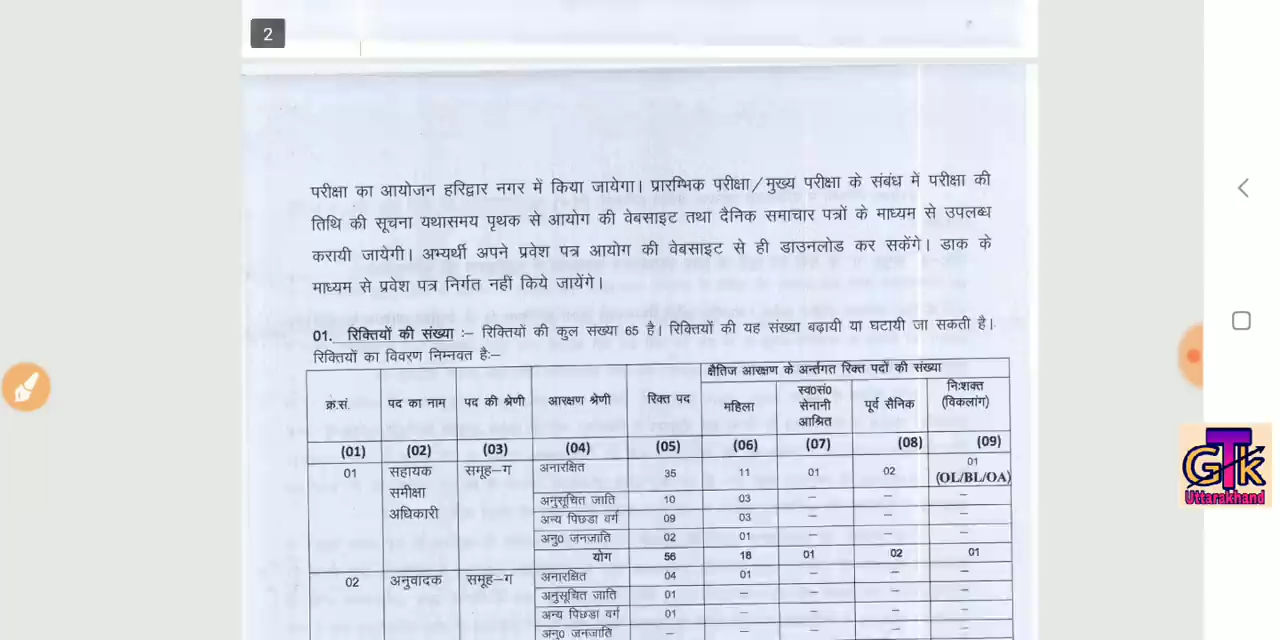 2
परीक्षा का आयोजन हरिद्वार नगर में किया जायेगा। प्रारम्भिक परीक्षा/मुख्य परीक्षा के संबंध में परीक्षा की
तिथि की सूचना यथासमय पृथक से आयोग की वेबसाइट तथा दैनिक समाचार पत्रों के माध्यम से उपलब्ध
करायी जायेगी। अभ्यर्थी अपने प्रवेश पत्र आयोग की वेबसाइट से ही डाउनलोड कर सकेंगे। डाक के
माध्यम से प्रवेश पत्र निर्गत नहीं किये जायेंगे।
01. रिक्तियों की संख्या :– रिक्तियों की कुल संख्या 65 है। रिक्तियों की यह संख्या बढ़ायी या घटायी जा सकती है।
रिक्तियों का विवरण निम्नवत है:–
क्षैतिज आरक्षण के अर्न्तगत रिक्त पदों की संख्या
क्र.सं. पद का नाम पद की श्रेणी आरक्षण श्रेणी रिक्त पद महिला स्व0सं0 सेनानी आश्रित पूर्व सैनिक निःशक्त (विकलांग)
(01) (02) (03) (04) (05) (06) (07) (08) (09)
01 सहायक समीक्षा अधिकारी समूह–ग अनारक्षित 35 11 01 02 01 (OL/BL/OA)
अनुसूचित जाति 10 03 – – –
अन्य पिछडा वर्ग 09 03 – – –
अनु0 जनजाति 02 01 – – –
योग 56 18 01 02 01
02 अनुवादक समूह–ग अनारक्षित 04 01 – – –
अनुसूचित जाति 01 – – – –
अन्य पिछडा वर्ग 01 – – – –
अनु0 जनजाति – – – – –
GTK
Uttarakhand